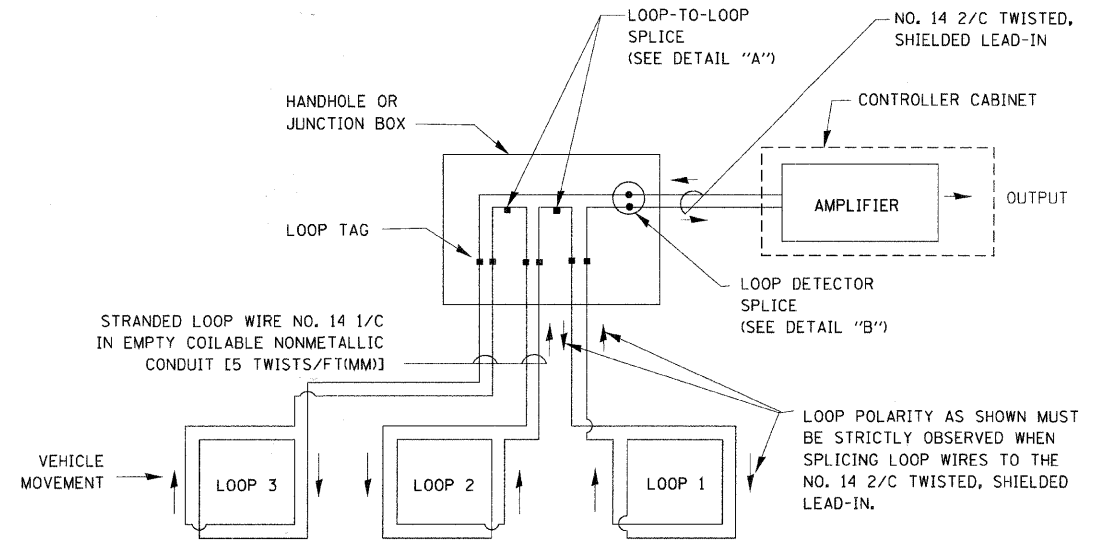 LOOP-TO-LOOP
SPLICE
(SEE DETAIL "A")
NO. 14 2/C TWISTED,
SHIELDED LEAD-IN
HANDHOLE OR
JUNCTION BOX
CONTROLLER CABINET
AMPLIFIER
OUTPUT
LOOP TAG
LOOP DETECTOR
SPLICE
(SEE DETAIL "B")
STRANDED LOOP WIRE NO. 14 1/C
IN EMPTY COILABLE NONMETALLIC
CONDUIT [5 TWISTS/FT(MM)]
LOOP POLARITY AS SHOWN MUST
BE STRICTLY OBSERVED WHEN
SPLICING LOOP WIRES TO THE
NO. 14 2/C TWISTED, SHIELDED
LEAD-IN.
VEHICLE
MOVEMENT
LOOP 3
LOOP 2
LOOP 1